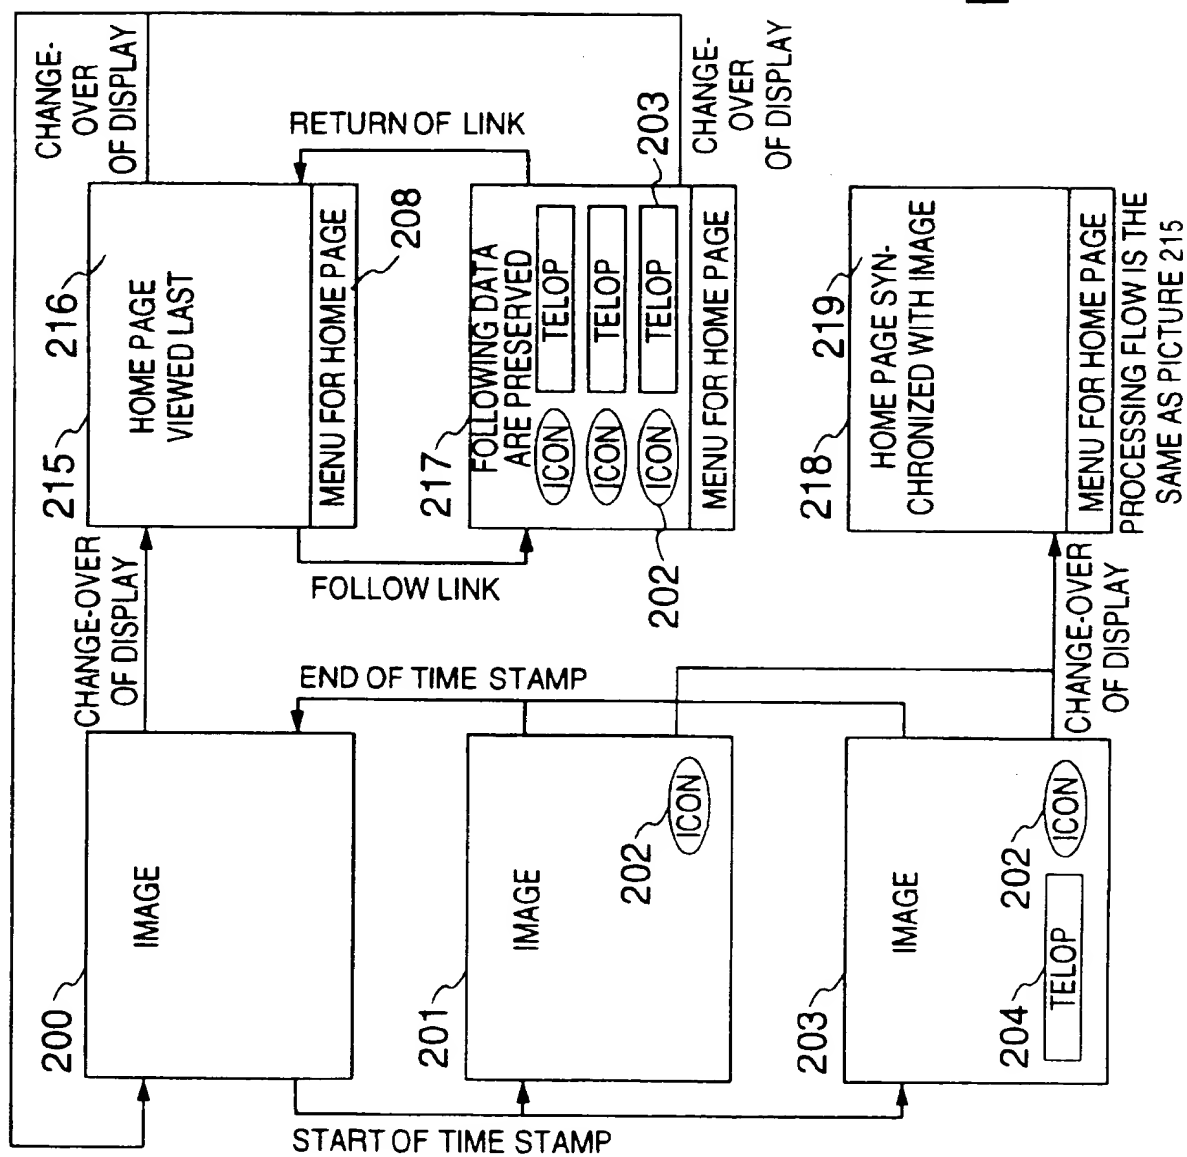 CHANGE-
OVER
OF DISPLAY
215
216
HOME PAGE
VIEWED LAST
MENU FOR HOME PAGE
208
RETURN OF LINK
FOLLOW LINK
217
FOLLOWING DATA
ARE PRESERVED
ICON
TELOP
ICON
TELOP
ICON
TELOP
202
203
MENU FOR HOME PAGE
CHANGE-
OVER
OF DISPLAY
218
219
HOME PAGE SYN-
CHRONIZED WITH IMAGE
MENU FOR HOME PAGE
PROCESSING FLOW IS THE
SAME AS PICTURE 215
CHANGE-OVER
OF DISPLAY
200
IMAGE
END OF TIME STAMP
START OF TIME STAMP
201
IMAGE
202
ICON
203
IMAGE
204
TELOP
202
ICON
CHANGE-OVER
OF DISPLAY